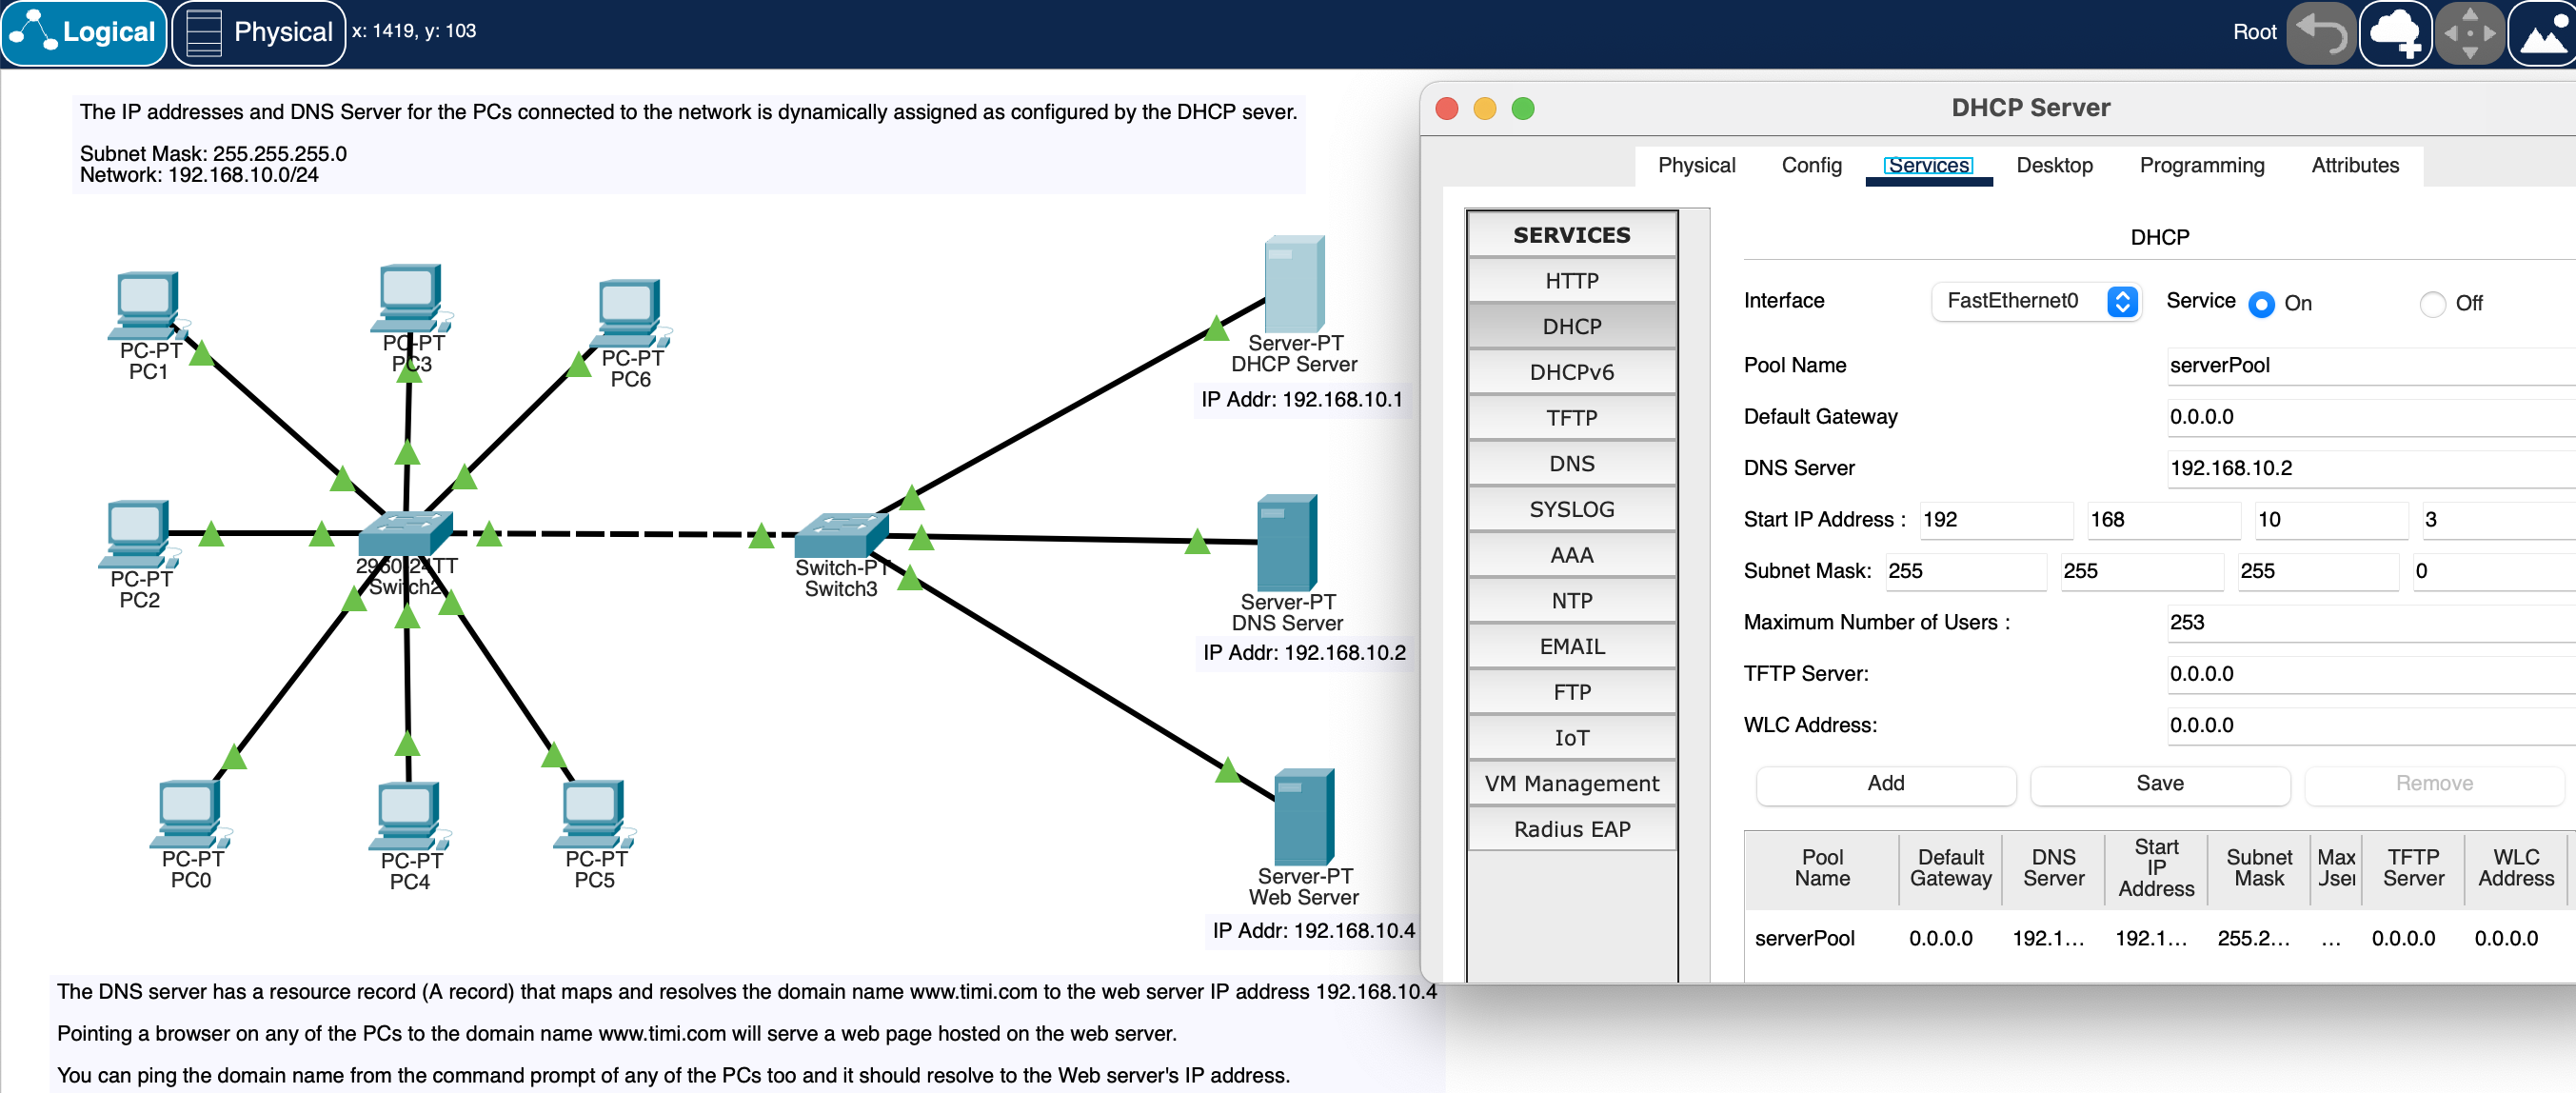 Logical
Physical
x: 1419, y: 103
Root
The IP addresses and DNS Server for the PCs connected to the network is dynamically assigned as configured by the DHCP sever.
Subnet Mask: 255.255.255.0
Network: 192.168.10.0/24
PC-PT
PC1
PC-PT
PC3
PC-PT
PC6
PC-PT
PC2
2960-24TT
Switch2
Switch-PT
Switch3
PC-PT
PC0
PC-PT
PC4
PC-PT
PC5
Server-PT
DHCP Server
IP Addr: 192.168.10.1
Server-PT
DNS Server
IP Addr: 192.168.10.2
Server-PT
Web Server
IP Addr: 192.168.10.4
The DNS server has a resource record (A record) that maps and resolves the domain name www.timi.com to the web server IP address 192.168.10.4
Pointing a browser on any of the PCs to the domain name www.timi.com will serve a web page hosted on the web server.
You can ping the domain name from the command prompt of any of the PCs too and it should resolve to the Web server's IP address.
DHCP Server
Physical Config Services Desktop Programming Attributes
SERVICES
HTTP
DHCP
DHCPv6
TFTP
DNS
SYSLOG
AAA
NTP
EMAIL
FTP
IoT
VM Management
Radius EAP
DHCP
Interface FastEthernet0 Service On Off
Pool Name serverPool
Default Gateway 0.0.0.0
DNS Server 192.168.10.2
Start IP Address : 192 168 10 3
Subnet Mask: 255 255 255 0
Maximum Number of Users : 253
TFTP Server: 0.0.0.0
WLC Address: 0.0.0.0
Add Save Remove
Pool Name
Default Gateway
DNS Server
Start IP Address
Subnet Mask
Max
TFTP Server
WLC Address
serverPool 0.0.0.0 192.1... 192.1... 255.2... ... 0.0.0.0 0.0.0.0